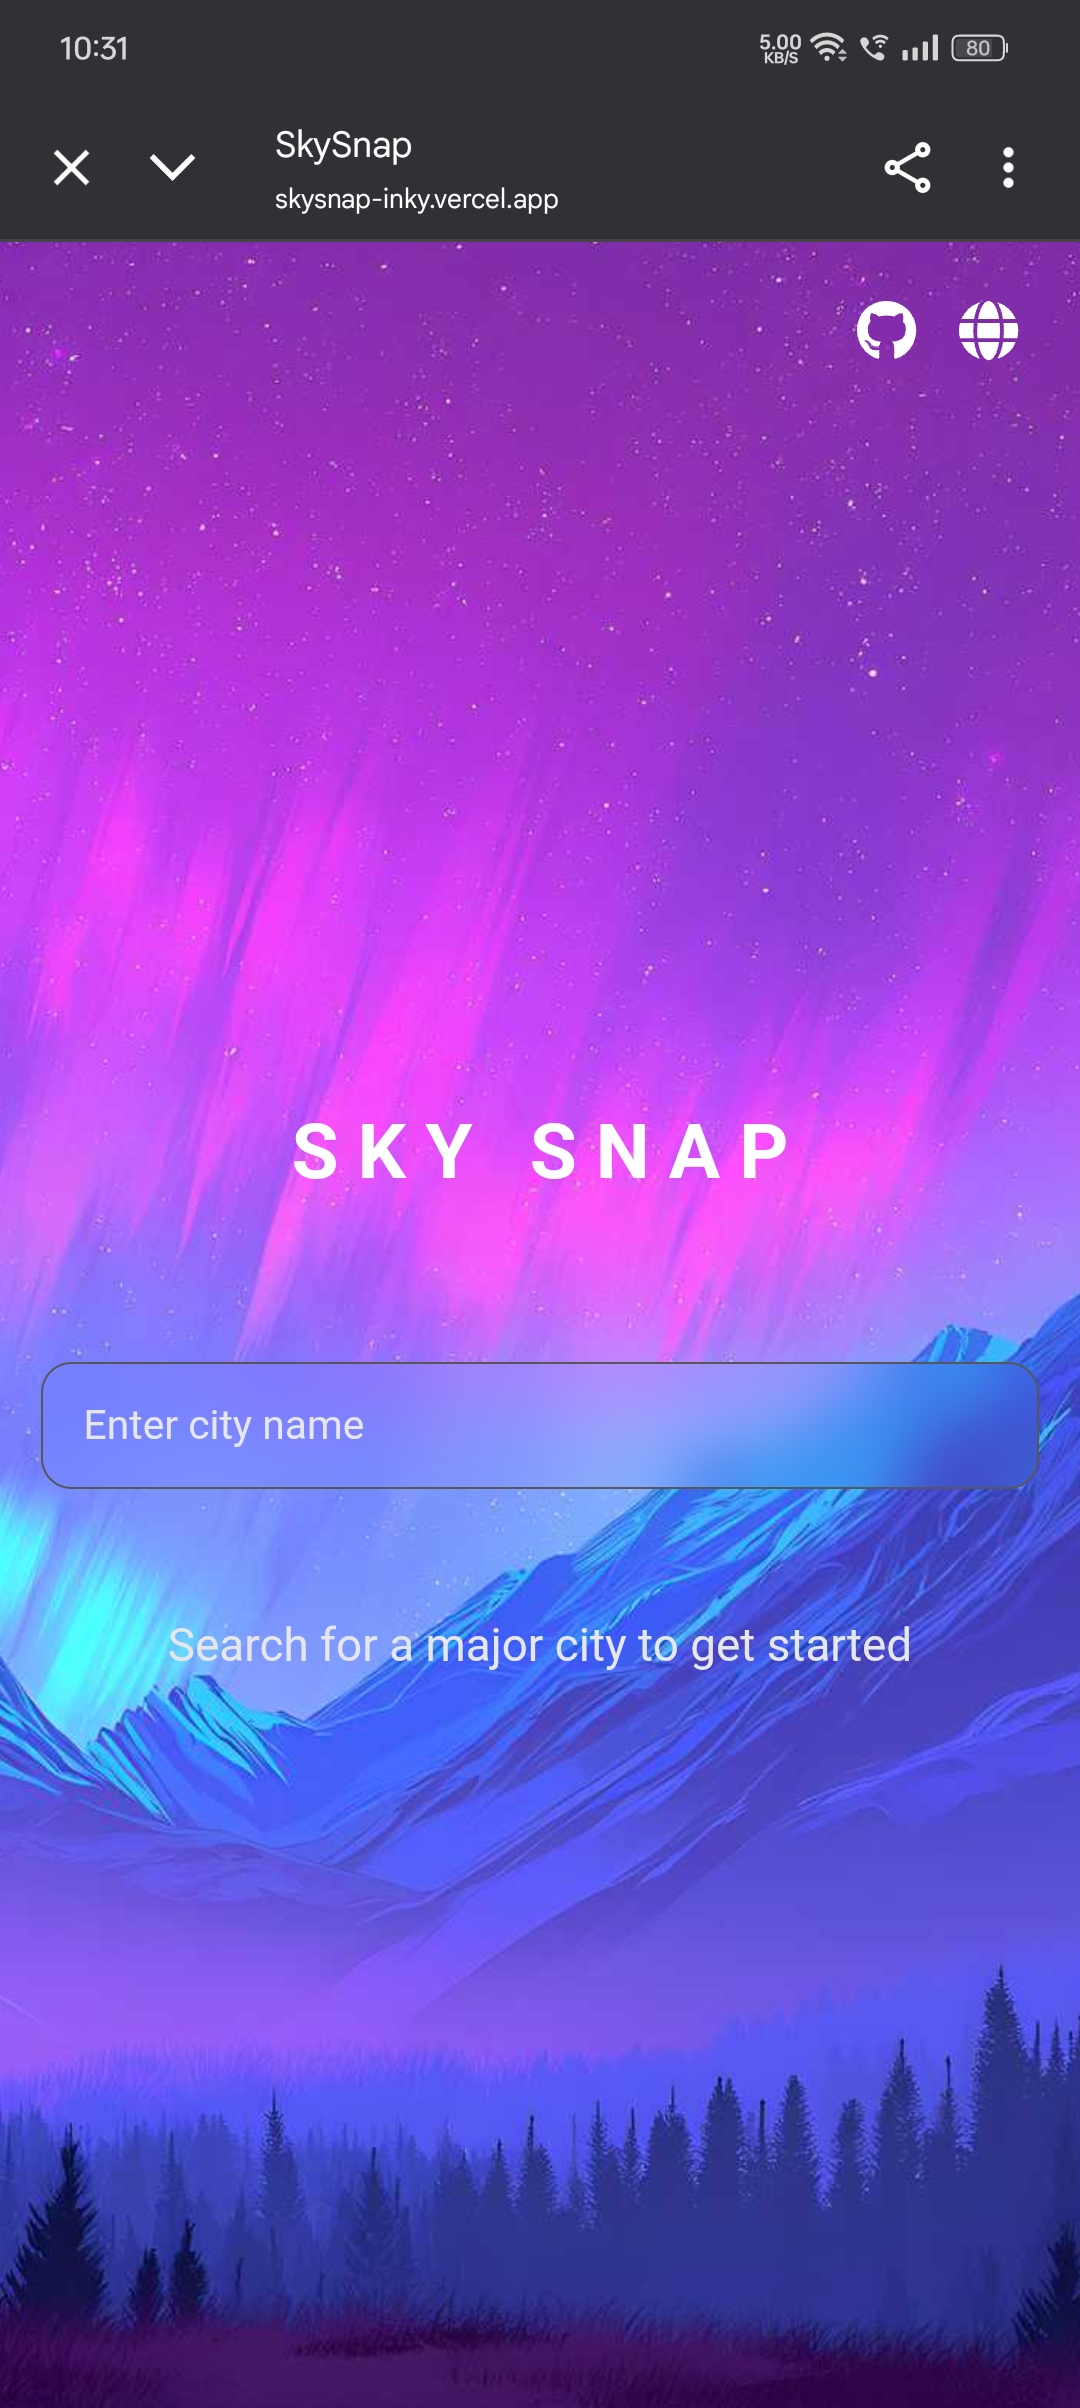 10:31
5.00
KB/S
80
SkySnap
skysnap-inky.vercel.app
SKY SNAP
Enter city name
Search for a major city to get started